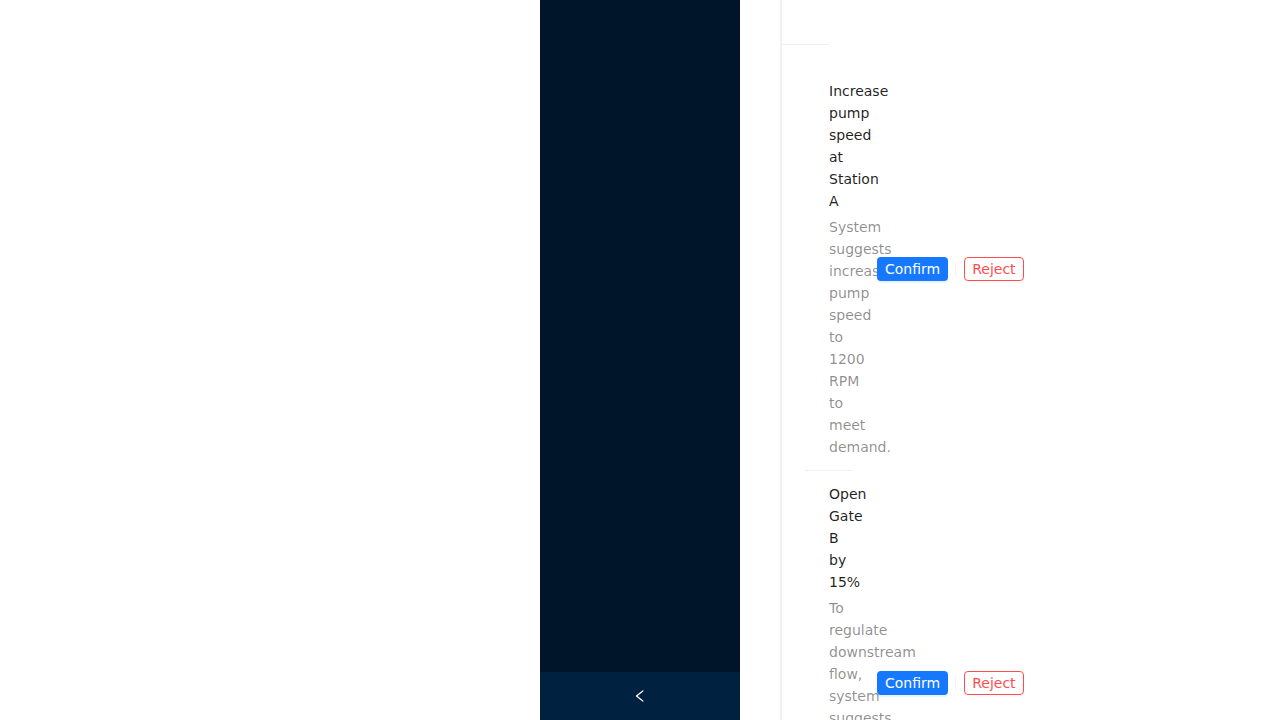 Increase
pump
speed
at
Station
A
System
suggests
increas
Confirm
Reject
pump
speed
to
1200
RPM
to
meet
demand.
Open
Gate
B
by
15%
To
regulate
downstream
flow,
Confirm
Reject
system
suggests